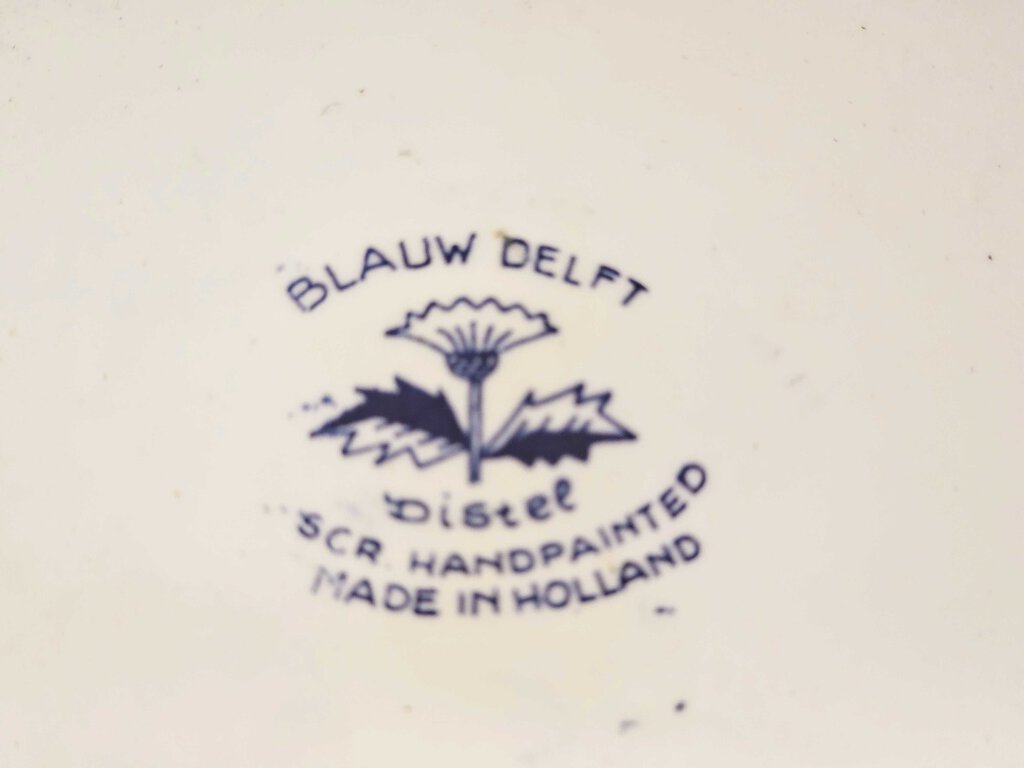 BLAUW DELFT
Distel
SCR. HANDPAINTED
MADE IN HOLLAND